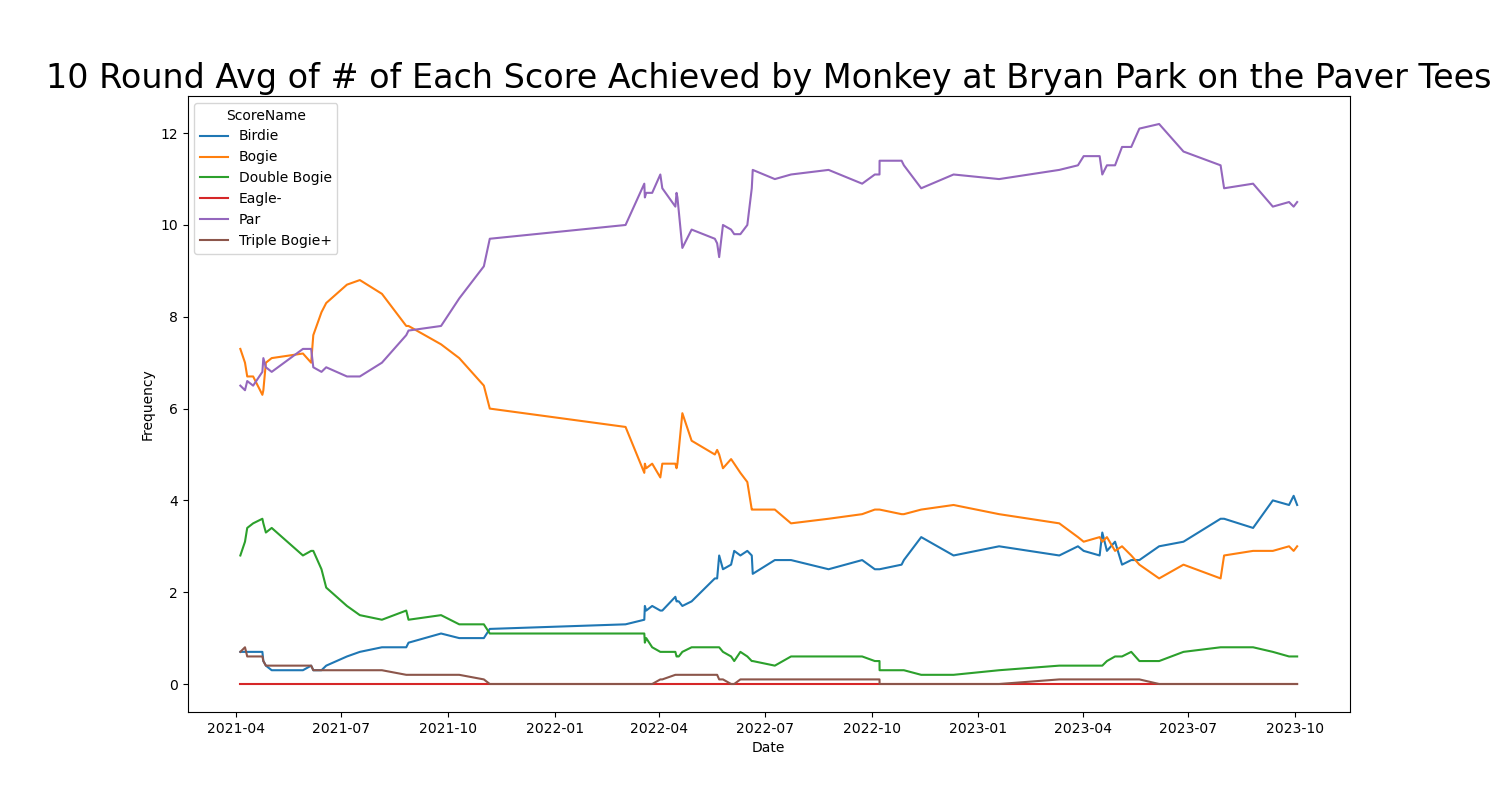 10 Round Avg of # of Each Score Achieved by Monkey at Bryan Park on the Paver Tees
ScoreName
Birdie
Bogie
Double Bogie
Eagle-
Par
Triple Bogie+
12
10
8
6
4
2
0
Frequency
2021-04 2021-07 2021-10 2022-01 2022-04 2022-07 2022-10 2023-01 2023-04 2023-07 2023-10
Date